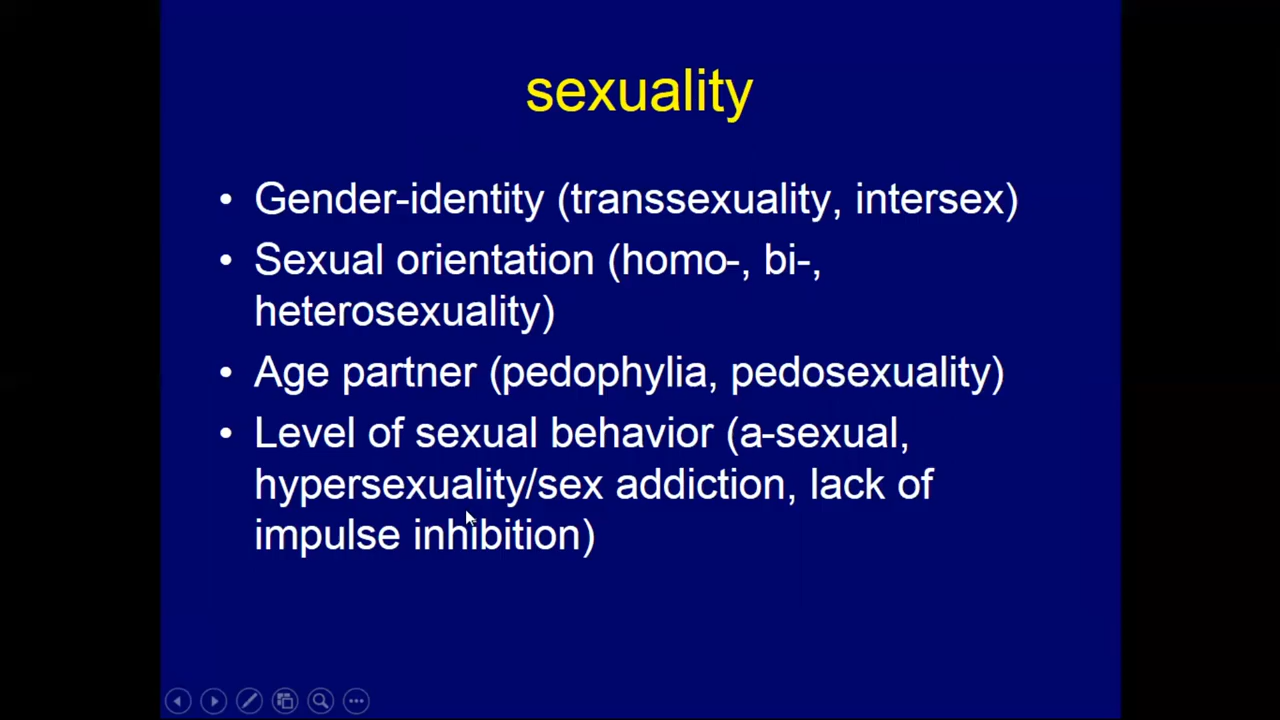 sexuality
• Gender-identity (transsexuality, intersex)
• Sexual orientation (homo-, bi-,
heterosexuality)
• Age partner (pedophylia, pedosexuality)
• Level of sexual behavior (a-sexual,
hypersexuality/sex addiction, lack of
impulse inhibition)